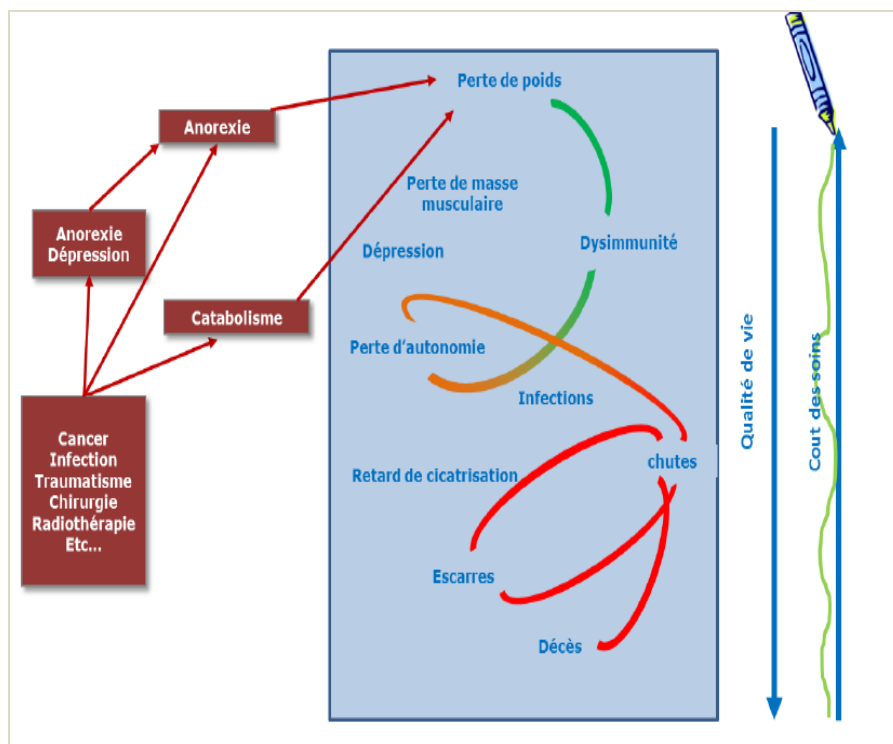 Perte de poids
Anorexie
Perte de masse
musculaire
Anorexie
Dépression
Dépression
Dysimmunité
Catabolisme
Perte d'autonomie
Infections
Cancer
Infection
Traumatisme
Chirurgie
Radiothérapie
Etc...
Retard de cicatrisation
chutes
Escarres
Décès
Qualité de vie
Cout des soins